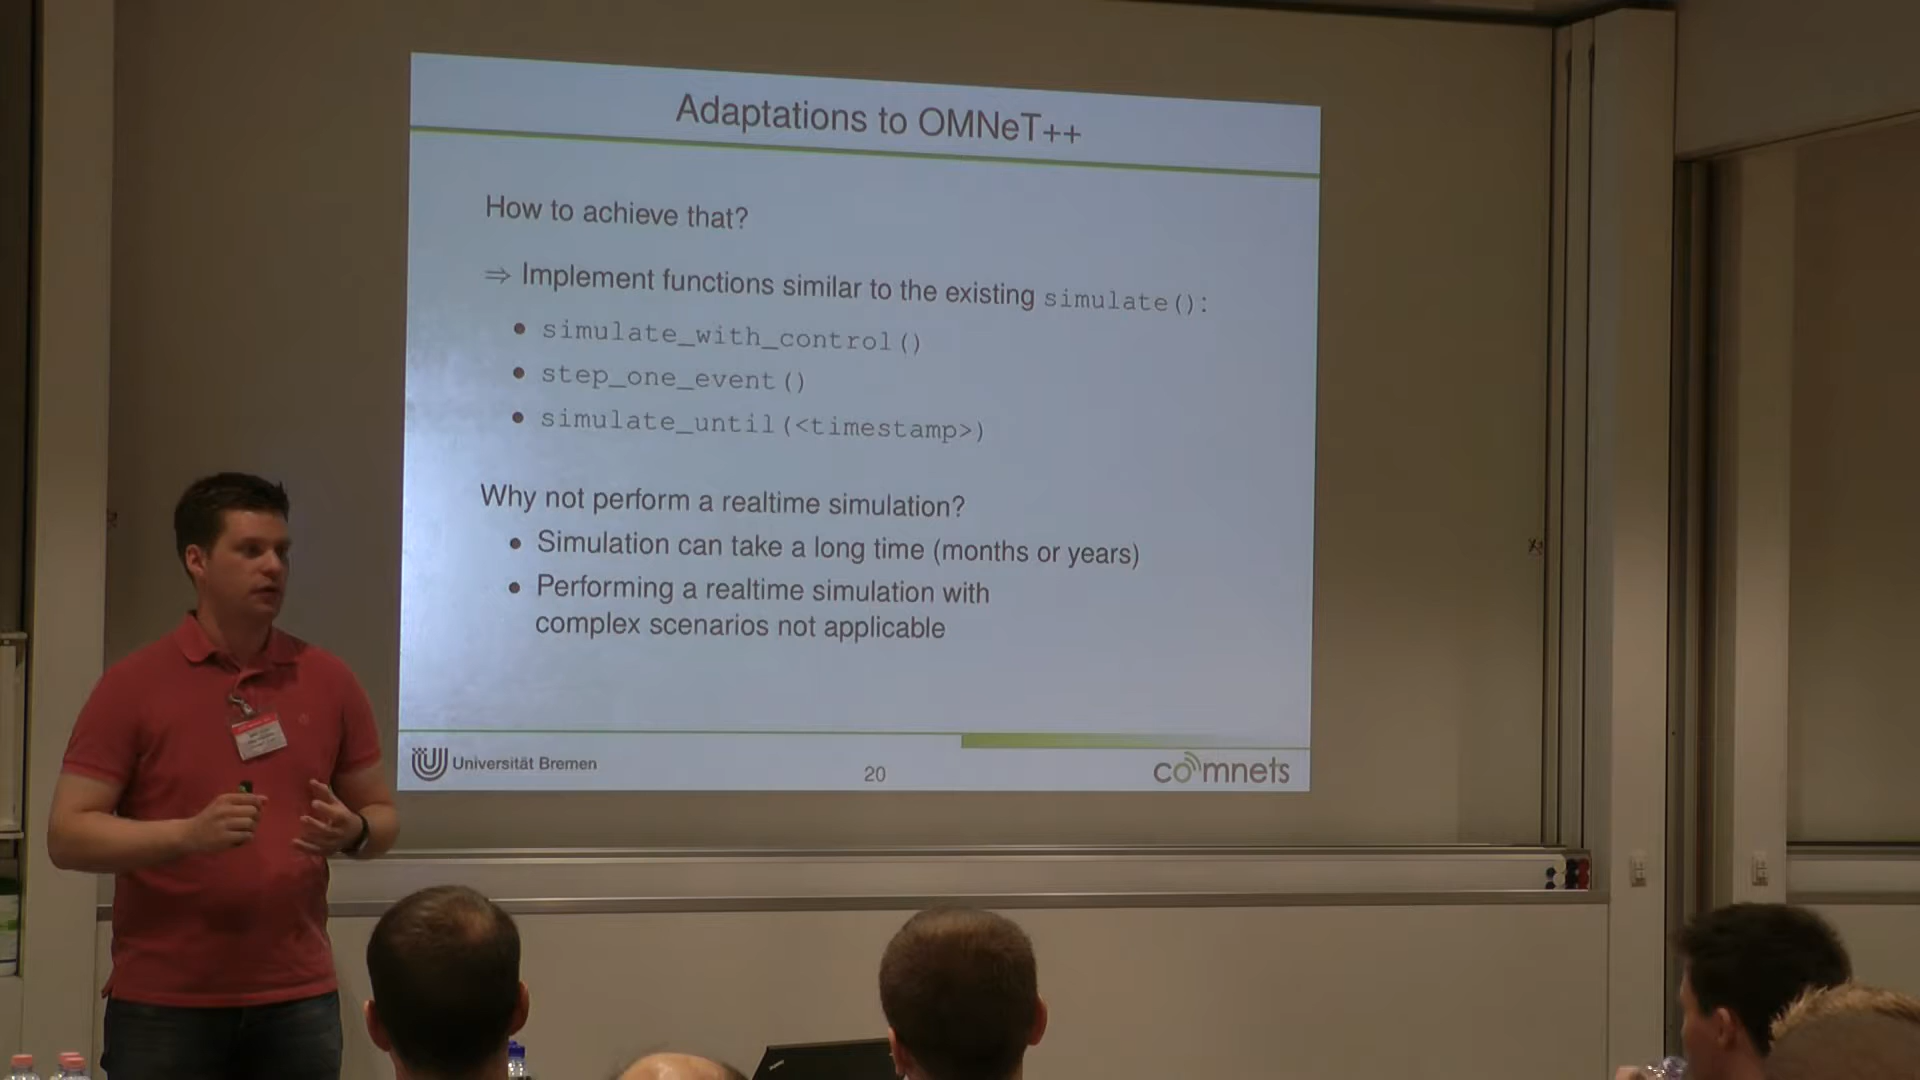 Adaptations to OMNeT++
How to achieve that?
⇒ Implement functions similar to the existing simulate():
• simulate_with_control()
• step_one_event()
• simulate_until(<timestamp>)
Why not perform a realtime simulation?
• Simulation can take a long time (months or years)
• Performing a realtime simulation with
complex scenarios not applicable
Universität Bremen
20
comnets